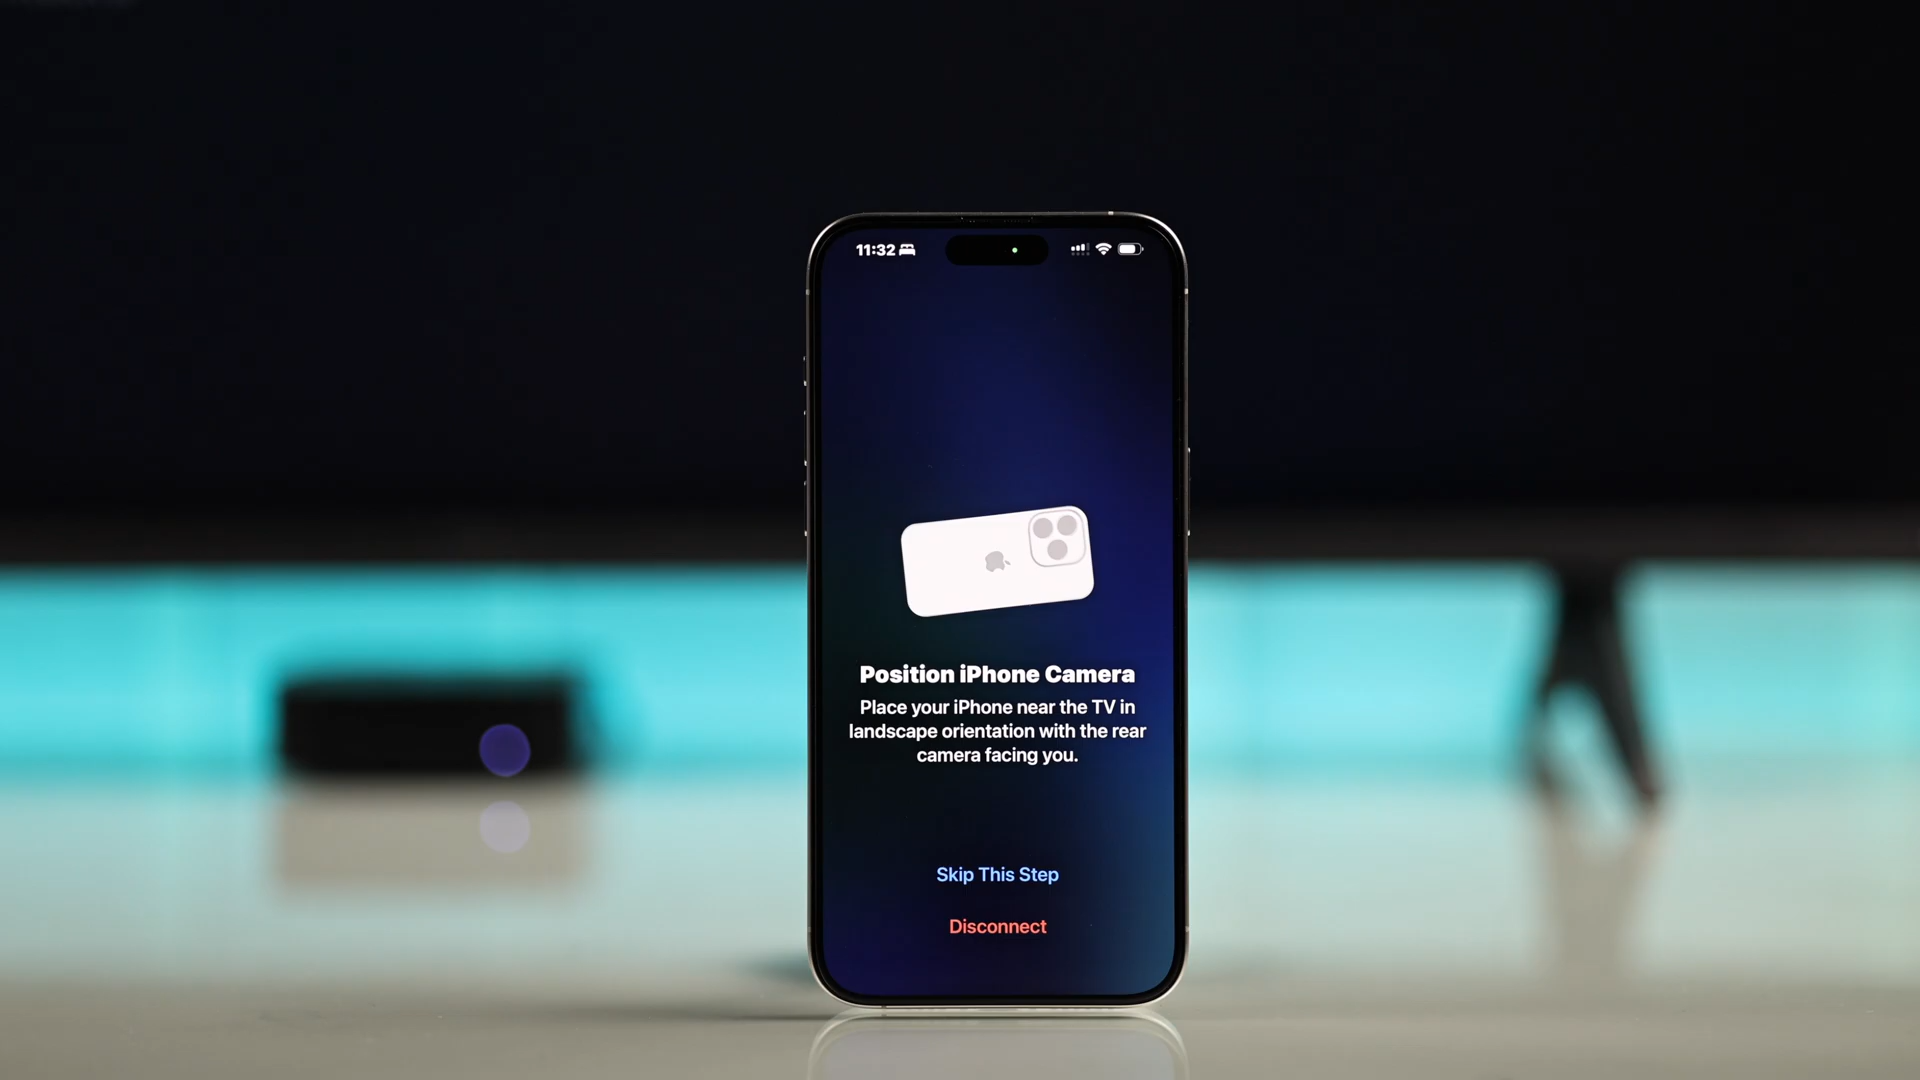 11:32
Position iPhone Camera
Place your iPhone near the TV in
landscape orientation with the rear
camera facing you.
Skip This Step
Disconnect